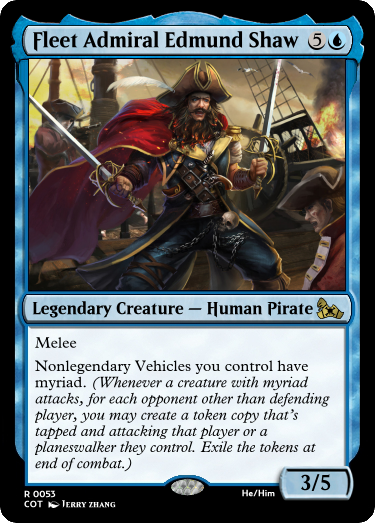 Fleet Admiral Edmund Shaw 5
Legendary Creature — Human Pirate
Melee
Nonlegendary Vehicles you control have
myriad. (Whenever a creature with myriad
attacks, for each opponent other than defending
player, you may create a token copy that's
tapped and attacking that player or a
planeswalker they control. Exile the tokens at
end of combat.)
3/5
R 0053
He/Him
COT JERRY ZHANG